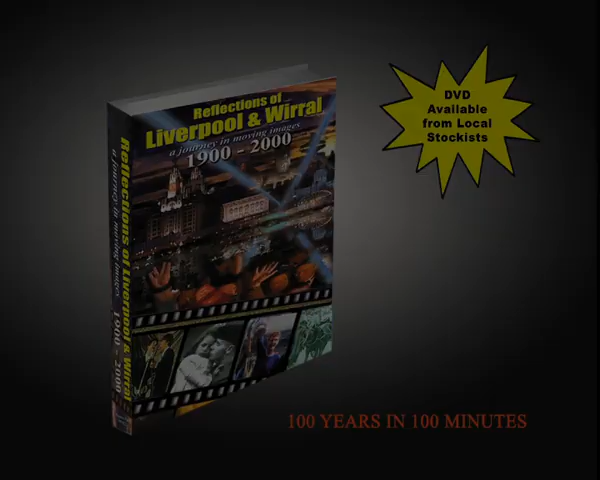 Reflections of
Liverpool & Wirral
a journey in moving images
1900 - 2000
Reflections of Liverpool & Wirral
a journey in moving images
1900 - 2000
DVD
Available
from Local
Stockists
100 YEARS IN 100 MINUTES